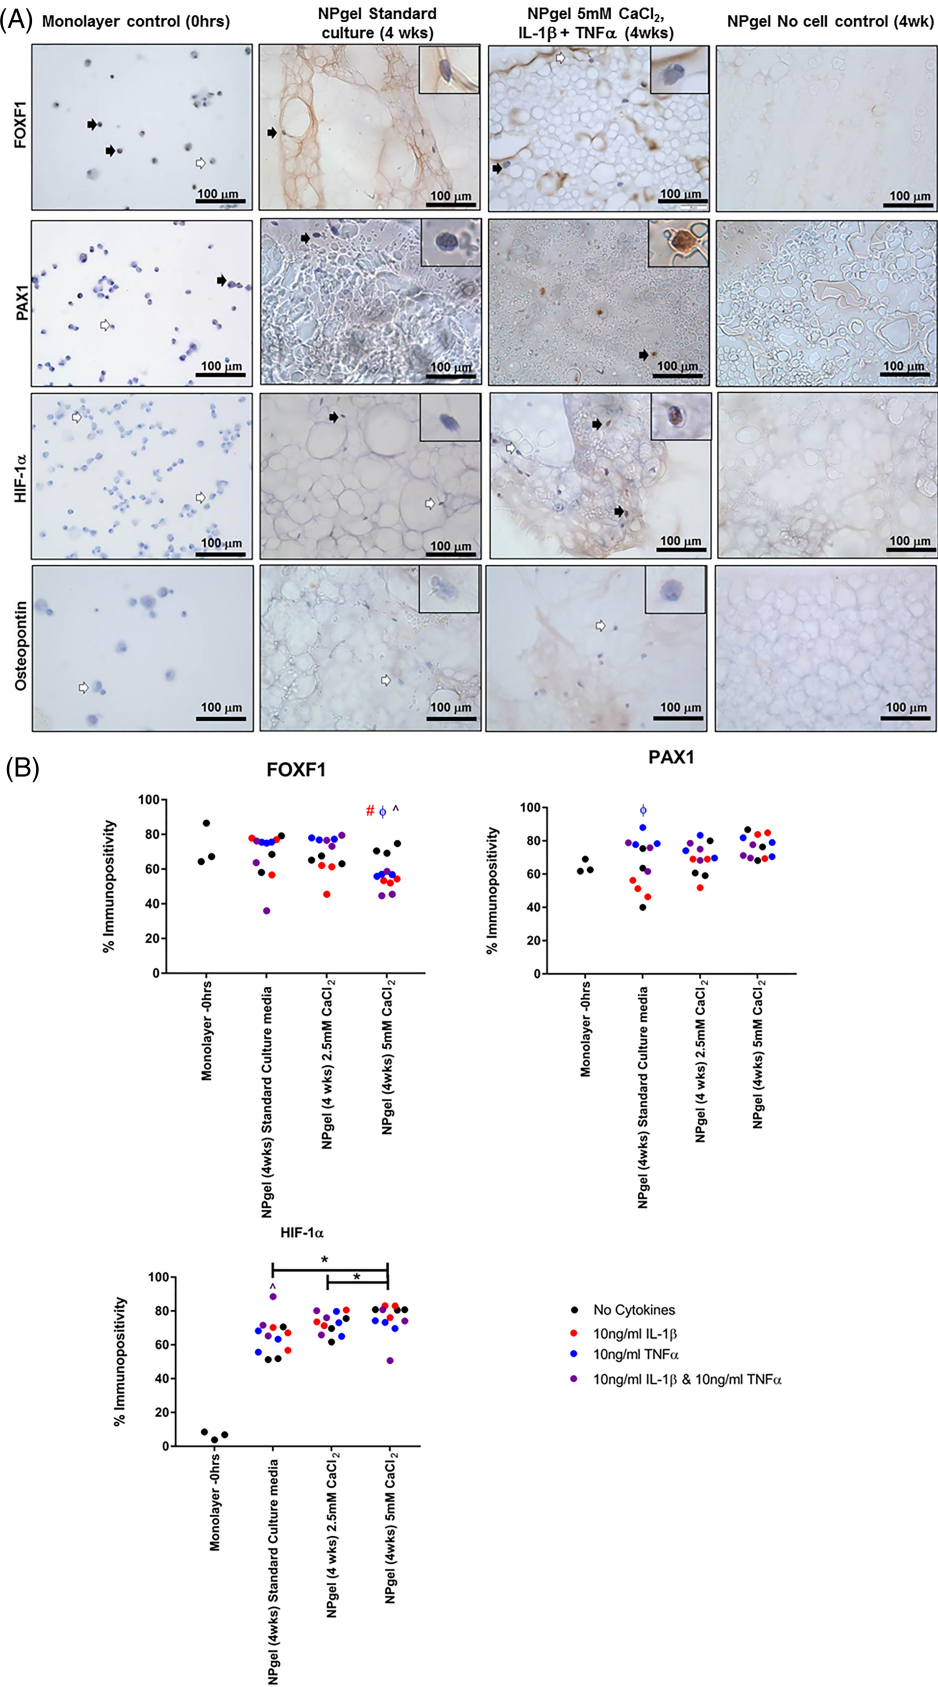 (A)
Monolayer control (0hrs)
NPgel Standard
culture (4 wks)
NPgel 5mM CaCl₂,
IL-1β + TNFα (4wks)
NPgel No cell control (4wk)
FOXF1
100 μm
100 μm
100 μm
100 μm
PAX1
100 μm
100 μm
100 μm
100 μm
HIF-1α
100 μm
100 μm
100 μm
100 μm
Osteopontin
100 μm
100 μm
100 μm
100 μm
(B)
FOXF1
% Immunopositivity
100
80
60
40
20
0
# ϕ ^
Monolayer -0hrs
NPgel (4wks) Standard Culture media
NPgel (4 wks) 2.5mM CaCl₂
NPgel (4wks) 5mM CaCl₂
PAX1
% Immunopositivity
100
80
60
40
20
0
ϕ
Monolayer -0hrs
NPgel (4wks) Standard Culture media
NPgel (4 wks) 2.5mM CaCl₂
NPgel (4wks) 5mM CaCl₂
HIF-1α
% Immunopositivity
100
80
60
40
20
0
*
*
^
Monolayer -0hrs
NPgel (4wks) Standard Culture media
NPgel (4 wks) 2.5mM CaCl₂
NPgel (4wks) 5mM CaCl₂
No Cytokines
10ng/ml IL-1β
10ng/ml TNFα
10ng/ml IL-1β & 10ng/ml TNFα